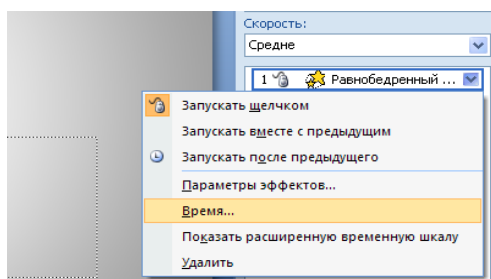 Скорость:
Средне
1 Равнобедренный ...
Запускать щелчком
Запускать вместе с предыдущим
Запускать после предыдущего
Параметры эффектов...
Время...
Показать расширенную временную шкалу
Удалить